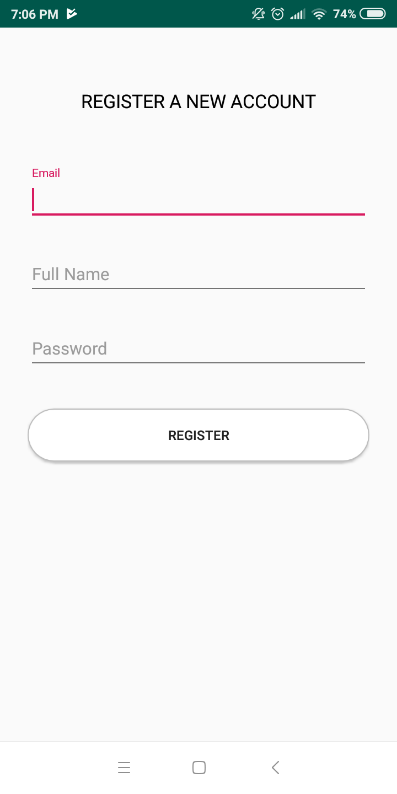 7:06 PM 74%
REGISTER A NEW ACCOUNT
Email
Full Name
Password
REGISTER